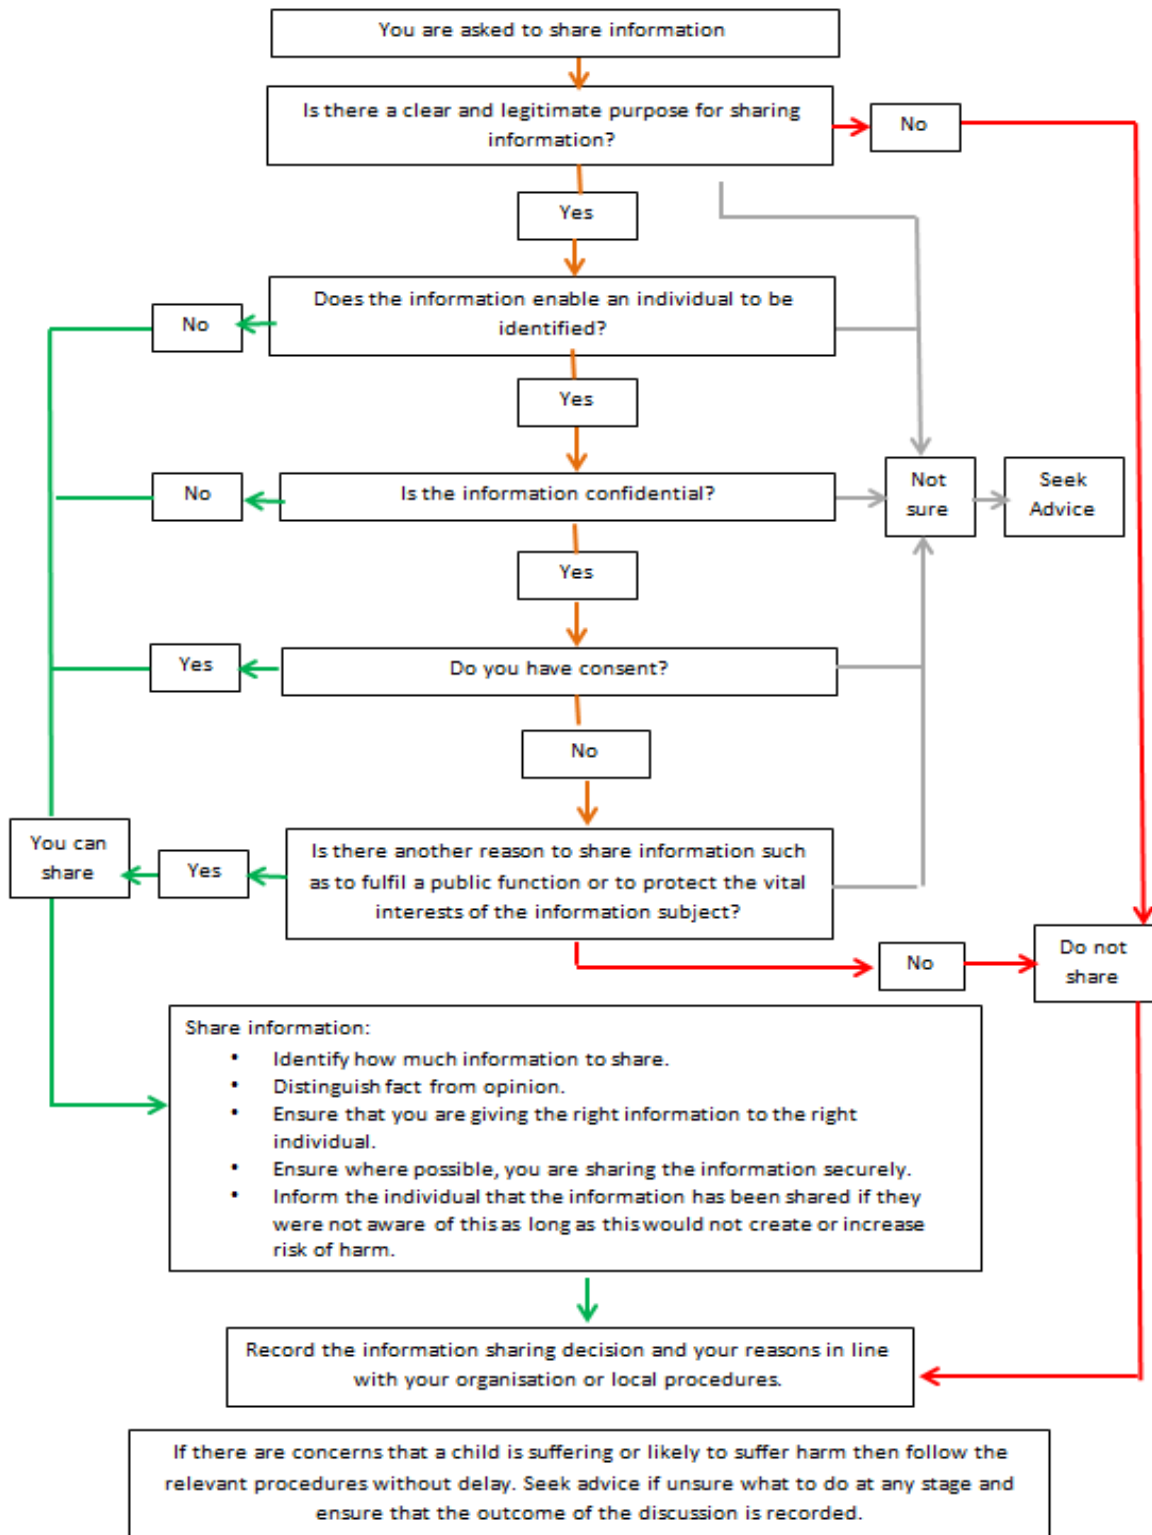 You are asked to share information
Is there a clear and legitimate purpose for sharing
information?
No
Yes
Does the information enable an individual to be
identified?
No
Yes
Is the information confidential?
No
Not
sure
Seek
Advice
Yes
Do you have consent?
Yes
No
Is there another reason to share information such
as to fulfil a public function or to protect the vital
interests of the information subject?
Yes
You can
share
No
Do not
share
Share information:
• Identify how much information to share.
• Distinguish fact from opinion.
• Ensure that you are giving the right information to the right
individual.
• Ensure where possible, you are sharing the information securely.
• Inform the individual that the information has been shared if they
were not aware of this as long as this would not create or increase
risk of harm.
Record the information sharing decision and your reasons in line
with your organisation or local procedures.
If there are concerns that a child is suffering or likely to suffer harm then follow the
relevant procedures without delay. Seek advice if unsure what to do at any stage and
ensure that the outcome of the discussion is recorded.